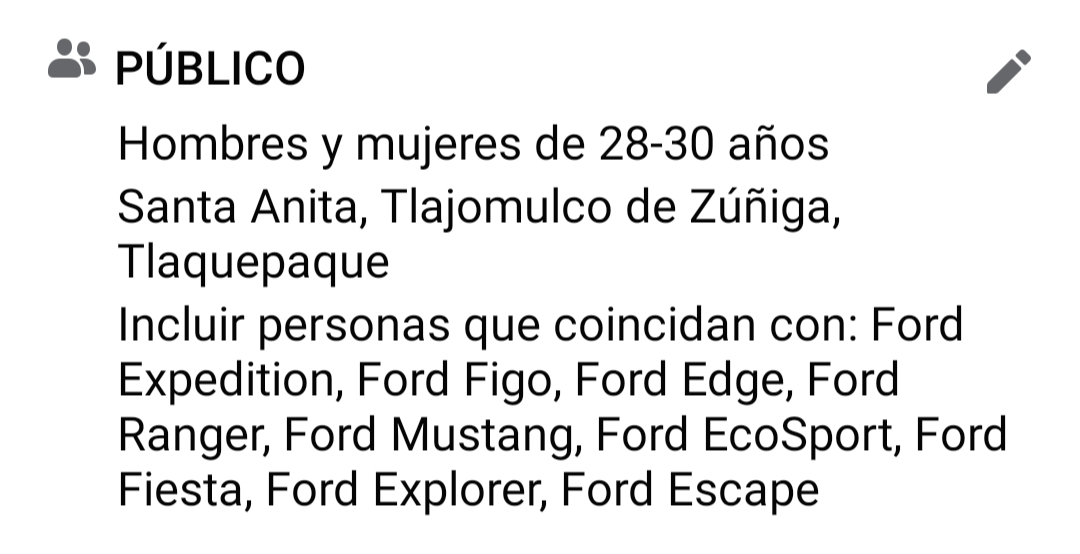 PÚBLICO
Hombres y mujeres de 28-30 años
Santa Anita, Tlajomulco de Zúñiga,
Tlaquepaque
Incluir personas que coincidan con: Ford
Expedition, Ford Figo, Ford Edge, Ford
Ranger, Ford Mustang, Ford EcoSport, Ford
Fiesta, Ford Explorer, Ford Escape